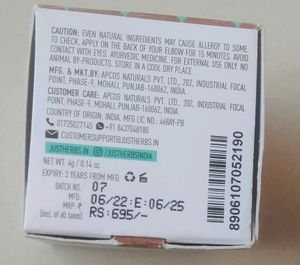 CAUTION: EVEN NATURAL INGREDIENTS MAY CAUSE ALLERGY TO SOME.
TO CHECK, APPLY ON THE BACK OF YOUR ELBOW FOR 15 MINUTES. AVOID
CONTACT WITH EYES. AYURVEDIC MEDICINE. FOR EXTERNAL USE ONLY. NO
ANIMAL BY-PRODUCTS. STORE IN A COOL DRY PLACE.
MFG. & MKT.BY: APCOS NATURALS PVT. LTD., 202, INDUSTRIAL FOCAL
POINT, PHASE-9, MOHALI, PUNJAB-160062, INDIA.
CUSTOMER CARE: APCOS NATURALS PVT. LTD., 202, INDUSTRIAL FOCAL
POINT, PHASE-9, MOHALI, PUNJAB-160062, INDIA.
COUNTRY OF ORIGIN. INDIA. MFG LIC NO.: 468AY-PB
01725027145 +91 8437048180
CUSTOMERSUPPORT@JUSTHERBS.IN
JUSTHERBS.IN JUSTHERBSINDIA
NET WT. 4g / 0.14 oz.
EXPIRY: 3 YEARS FROM MFD.
BATCH NO.: 07
MFD: 06/22:E:06/25
MRP: ₹ RS:695/-
(incl. of all taxes)
8906107052190